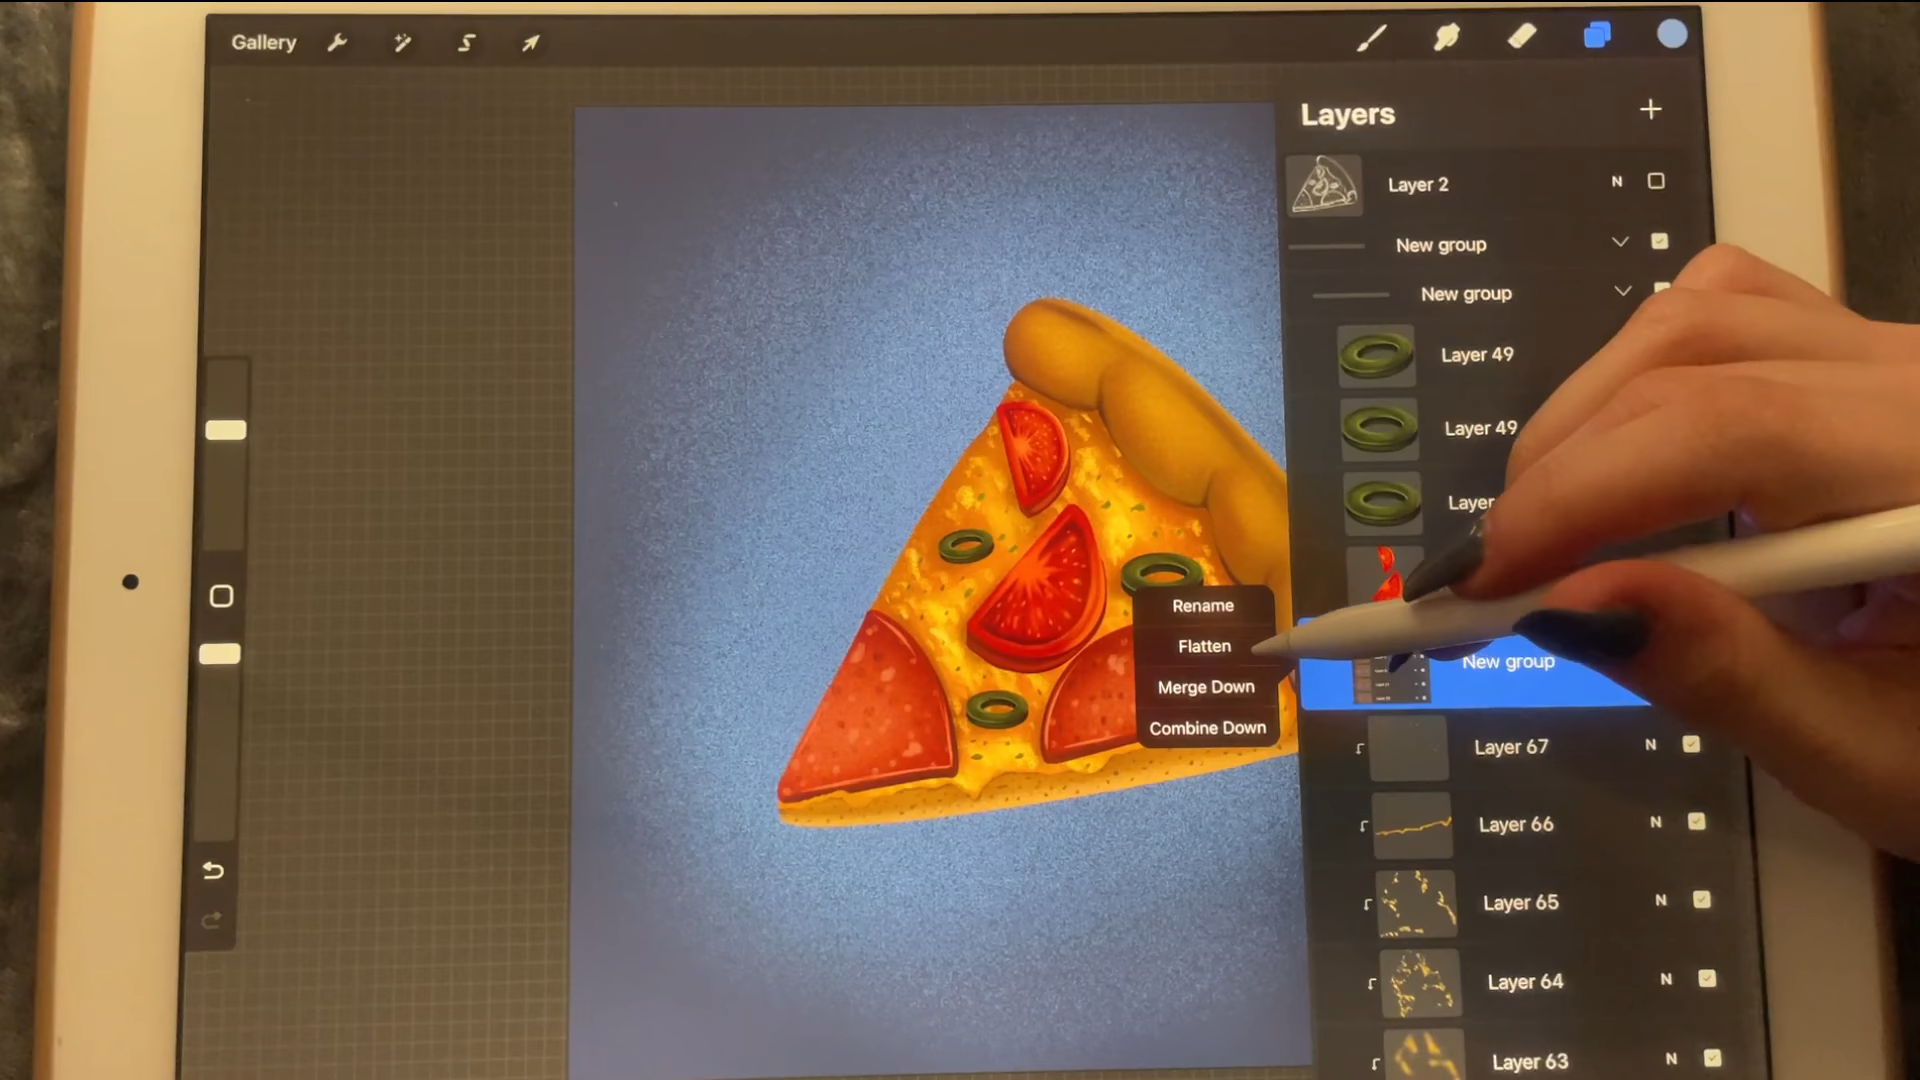 Gallery
Layers
Layer 2
N
New group
New group
Layer 49
Layer 49
Layer
Rename
Flatten
Merge Down
Combine Down
New group
Layer 67
N
Layer 66
N
Layer 65
N
Layer 64
N
Layer 63
N